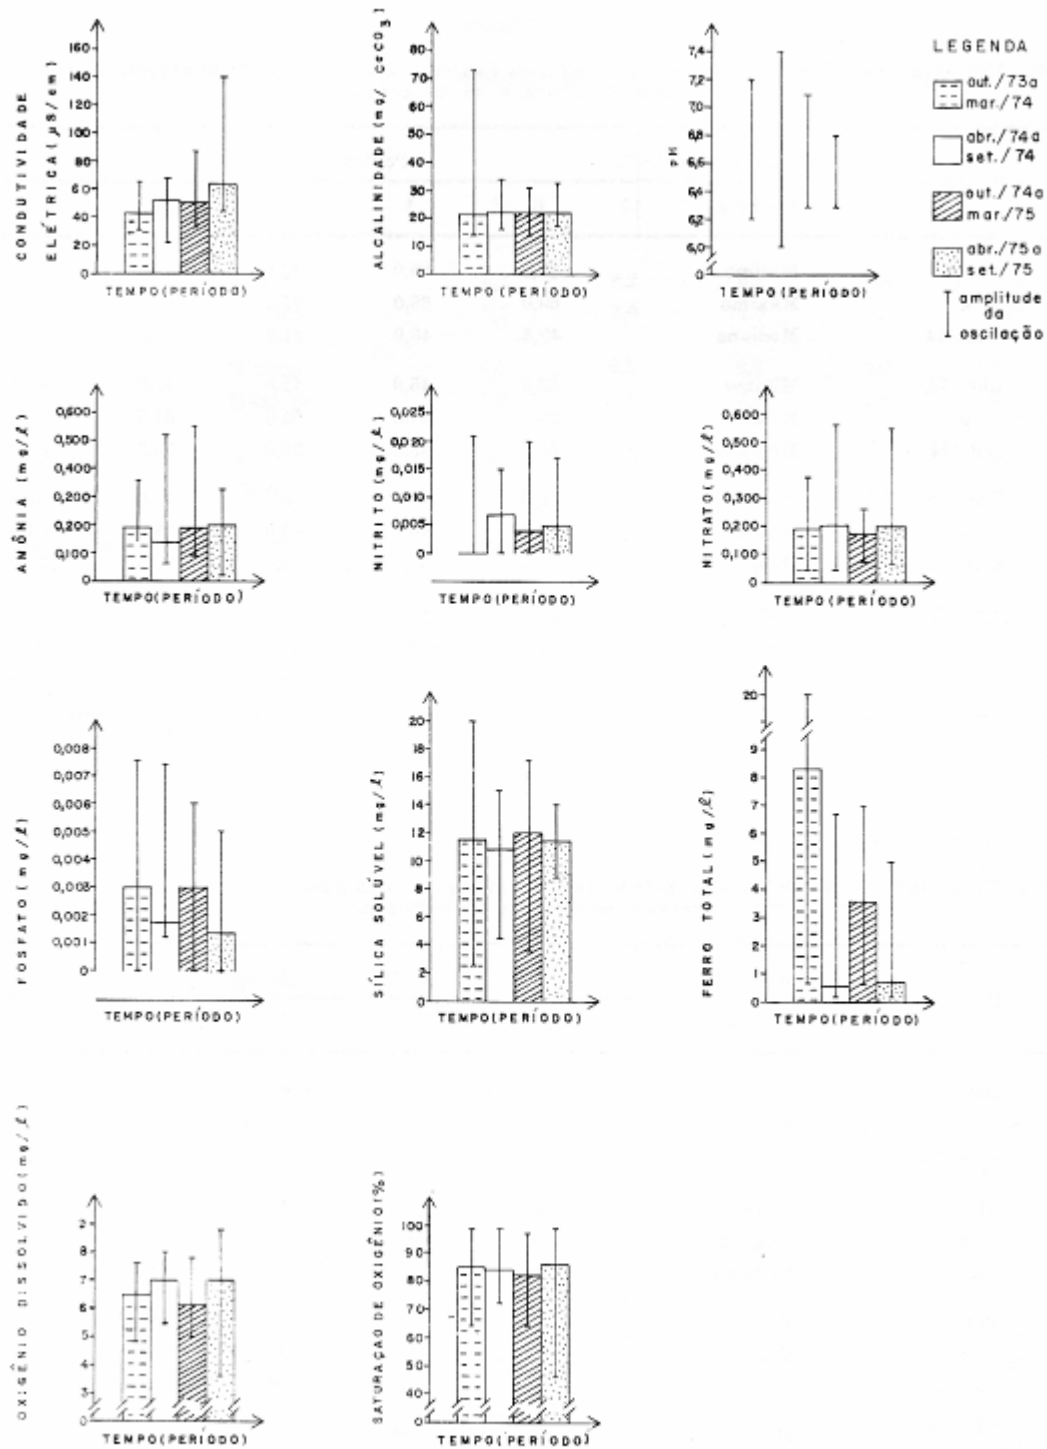 CONDUTIVIDADE
ELÉTRICA (µS/cm)
160
140
120
100
80
60
40
20
0
TEMPO (PERÍODO)
ALCALINIDADE (mg/ CaCO3)
80
70
60
50
40
30
20
10
0
TEMPO (PERÍODO)
pH
7,4
7,2
7,0
6,8
6,6
6,4
6,2
6,0
0
TEMPO (PERÍODO)
LEGENDA
out./73a
mar./74
abr./74a
set./74
out./74a
mar./75
abr./75a
set./75
amplitude
da
oscilação
AMÔNIA (mg/ℓ)
0,600
0,500
0,400
0,200
0,200
0,100
0
TEMPO (PERÍODO)
NITRITO (mg/ℓ)
0,025
0,020
0,015
0,010
0,005
0
TEMPO (PERÍODO)
NITRATO (mg/ℓ)
0,600
0,500
0,400
0,300
0,200
0,100
0
TEMPO (PERÍODO)
FOSFATO (mg/ℓ)
0,008
0,007
0,006
0,005
0,004
0,003
0,002
0,001
0
TEMPO (PERÍODO)
SÍLICA SOLÚVEL (mg/ℓ)
20
18
16
14
12
10
8
6
4
2
0
TEMPO (PERÍODO)
FERRO TOTAL (mg/ℓ)
20
9
8
7
6
5
4
3
2
1
0
TEMPO (PERÍODO)
OXIGÊNIO DISSOLVIDO (mg/ℓ)
2
8
7
6
5
4
3
0
TEMPO (PERÍODO)
SATURAÇÃO DE OXIGÊNIO (%)
100
90
80
70
60
50
40
0
TEMPO (PERÍODO)